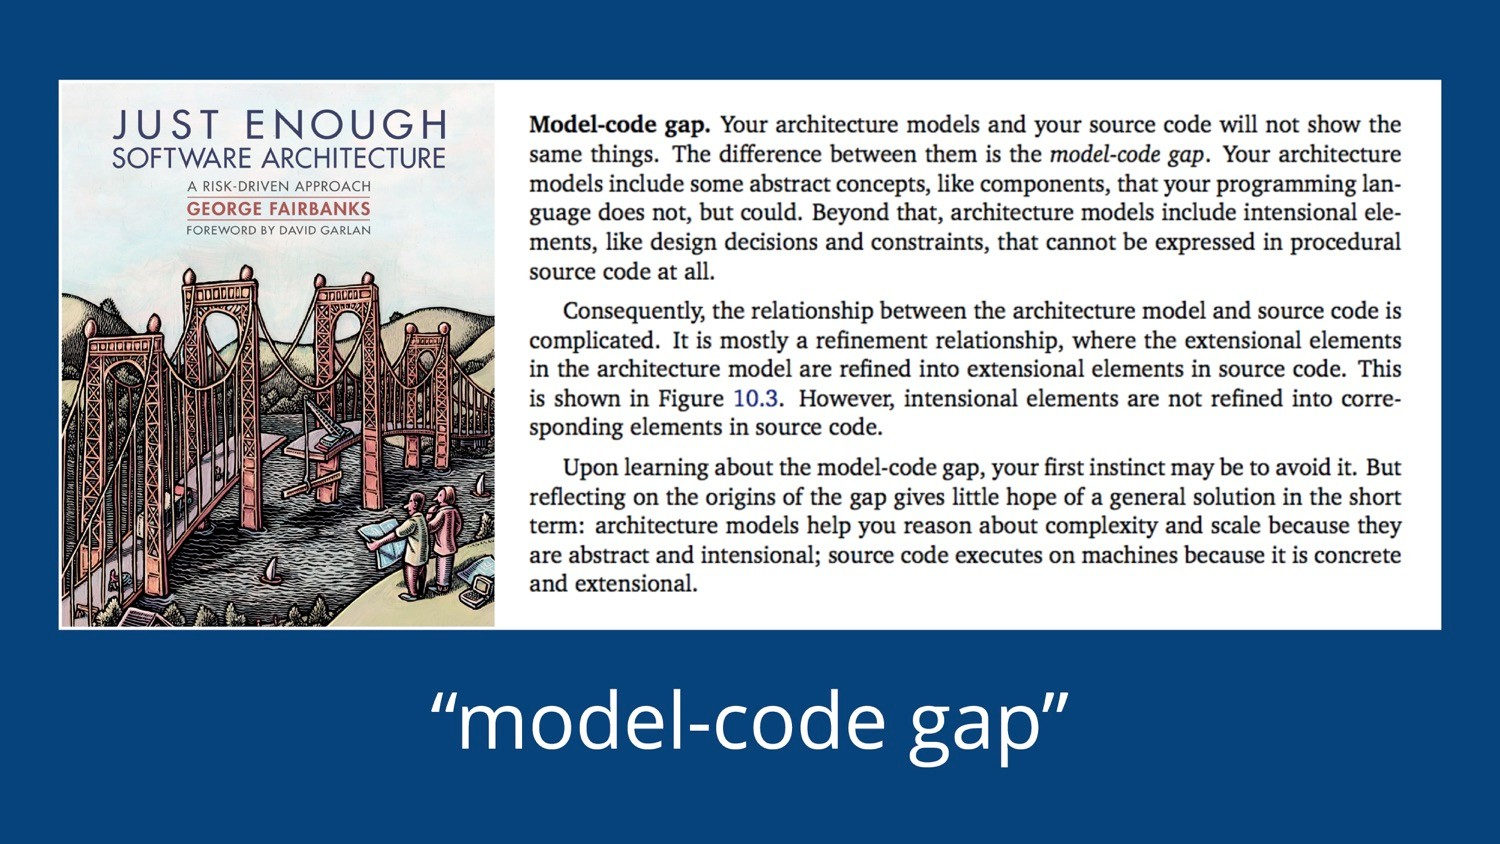 JUST ENOUGH
SOFTWARE ARCHITECTURE
A RISK-DRIVEN APPROACH
GEORGE FAIRBANKS
FOREWORD BY DAVID GARLAN
Model-code gap. Your architecture models and your source code will not show the
same things. The difference between them is the model-code gap. Your architecture
models include some abstract concepts, like components, that your programming lan-
guage does not, but could. Beyond that, architecture models include intensional ele-
ments, like design decisions and constraints, that cannot be expressed in procedural
source code at all.
Consequently, the relationship between the architecture model and source code is
complicated. It is mostly a refinement relationship, where the extensional elements
in the architecture model are refined into extensional elements in source code. This
is shown in Figure 10.3. However, intensional elements are not refined into corre-
sponding elements in source code.
Upon learning about the model-code gap, your first instinct may be to avoid it. But
reflecting on the origins of the gap gives little hope of a general solution in the short
term: architecture models help you reason about complexity and scale because they
are abstract and intensional; source code executes on machines because it is concrete
and extensional.
“model-code gap”